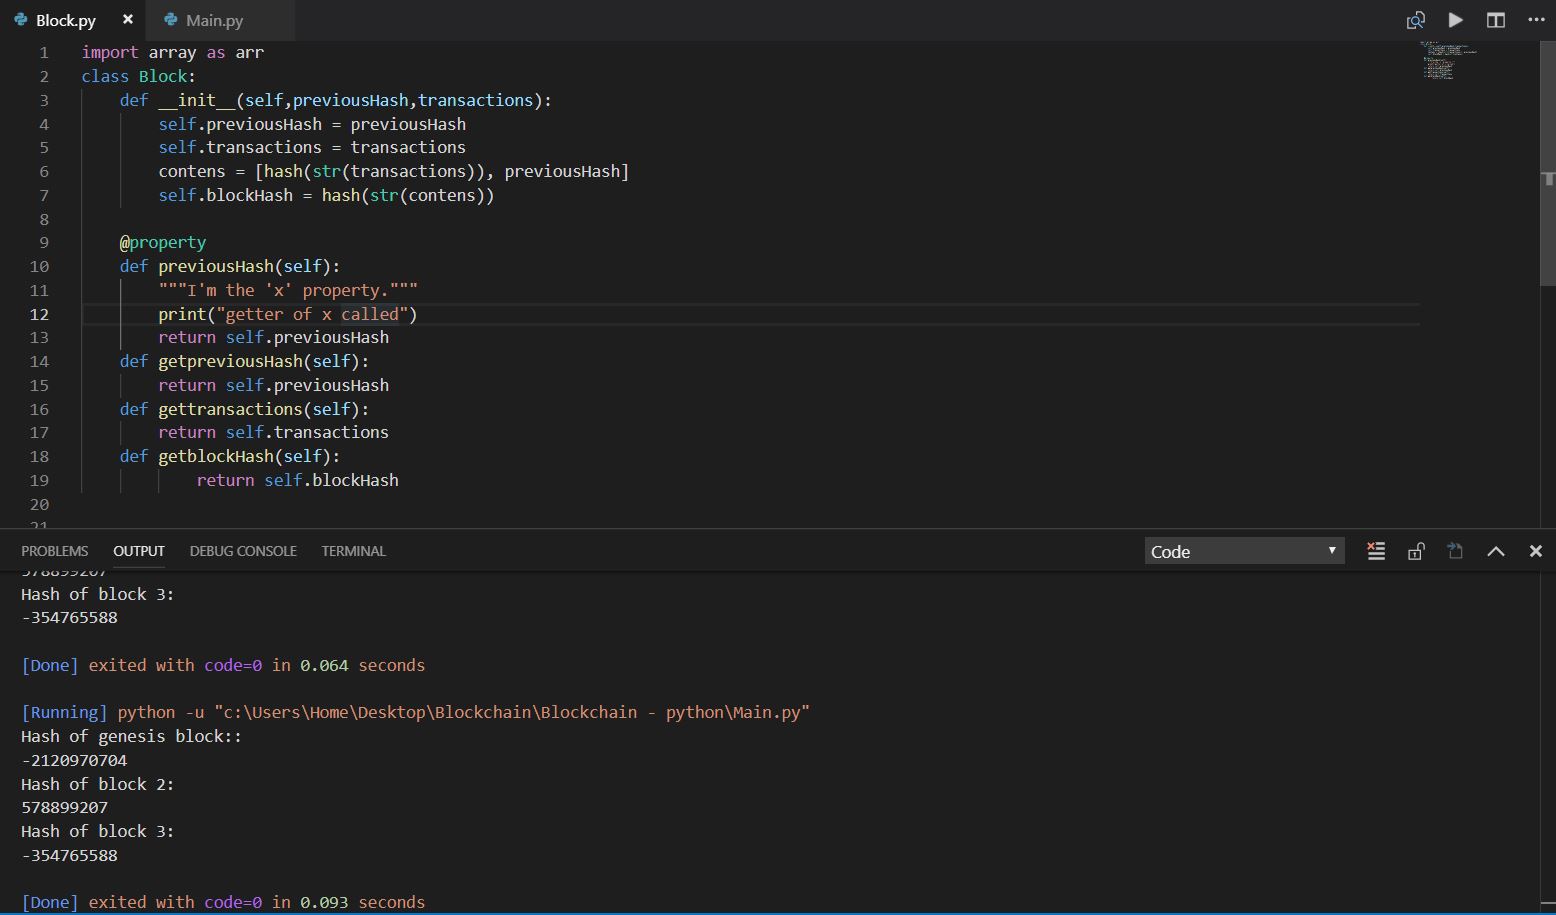 Block.py × Main.py
1 import array as arr
2 class Block:
3 def __init__(self,previousHash,transactions):
4 self.previousHash = previousHash
5 self.transactions = transactions
6 contens = [hash(str(transactions)), previousHash]
7 self.blockHash = hash(str(contens))
8
9 @property
10 def previousHash(self):
11 """I'm the 'x' property."""
12 print("getter of x called")
13 return self.previousHash
14 def getpreviousHash(self):
15 return self.previousHash
16 def gettransactions(self):
17 return self.transactions
18 def getblockHash(self):
19 return self.blockHash
20
21
PROBLEMS OUTPUT DEBUG CONSOLE TERMINAL Code
578899207
Hash of block 3:
-354765588
[Done] exited with code=0 in 0.064 seconds
[Running] python -u "c:\Users\Home\Desktop\Blockchain\Blockchain - python\Main.py"
Hash of genesis block::
-2120970704
Hash of block 2:
578899207
Hash of block 3:
-354765588
[Done] exited with code=0 in 0.093 seconds